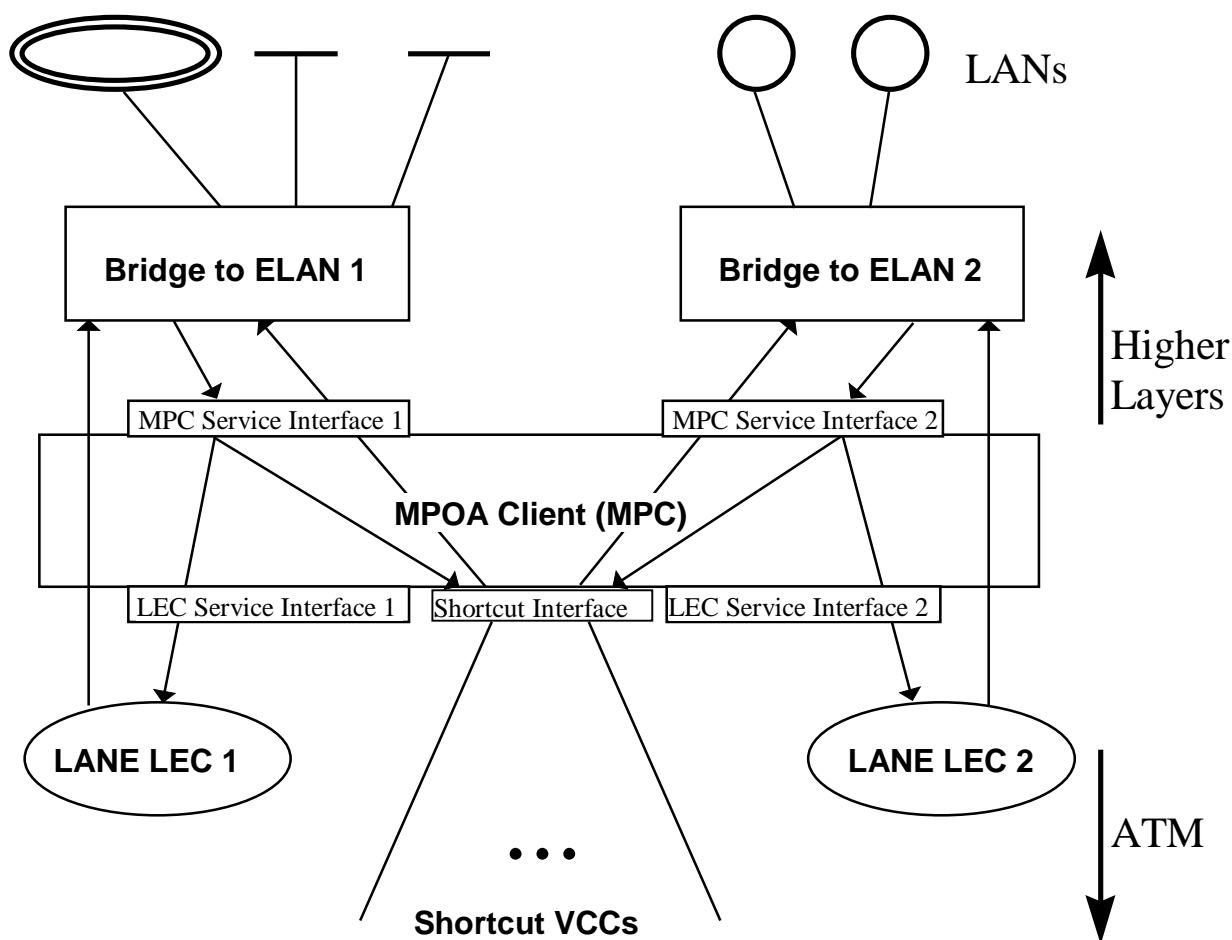 LANs
Bridge to ELAN 1
Bridge to ELAN 2
Higher
Layers
MPC Service Interface 1
MPC Service Interface 2
MPOA Client (MPC)
LEC Service Interface 1
Shortcut Interface
LEC Service Interface 2
LANE LEC 1
LANE LEC 2
ATM
• • •
Shortcut VCCs